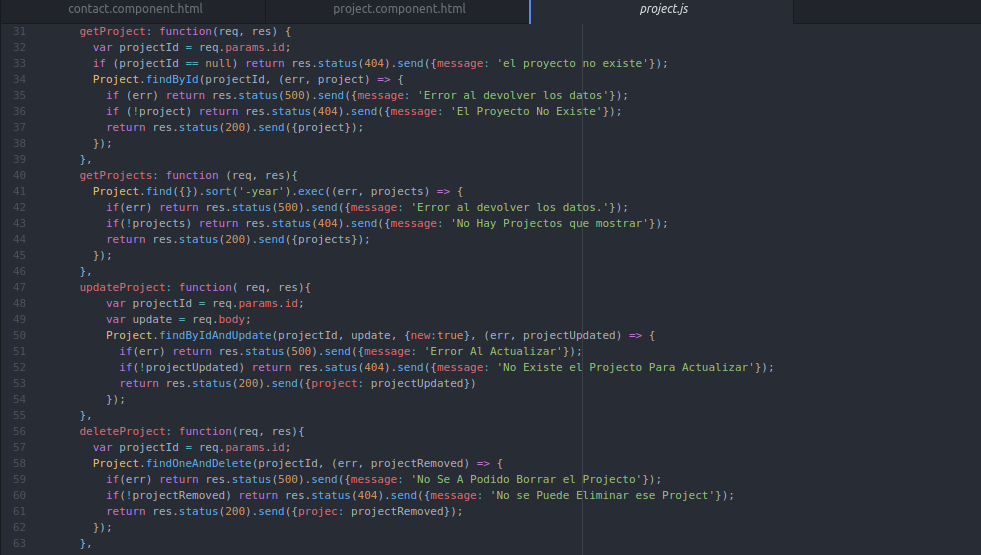 contact.component.html project.component.html project.js
31 getProject: function(req, res) {
32 var projectId = req.params.id;
33 if (projectId == null) return res.status(404).send({message: 'el proyecto no existe'});
34 Project.findById(projectId, (err, project) => {
35 if (err) return res.status(500).send({message: 'Error al devolver los datos'});
36 if (!project) return res.status(404).send({message: 'El Proyecto No Existe'});
37 return res.status(200).send({project});
38 });
39 },
40 getProjects: function (req, res){
41 Project.find({}).sort('-year').exec((err, projects) => {
42 if(err) return res.status(500).send({message: 'Error al devolver los datos.'});
43 if(!projects) return res.status(404).send({message: 'No Hay Projectos que mostrar'});
44 return res.status(200).send({projects});
45 });
46 },
47 updateProject: function( req, res){
48 var projectId = req.params.id;
49 var update = req.body;
50 Project.findByIdAndUpdate(projectId, update, {new:true}, (err, projectUpdated) => {
51 if(err) return res.status(500).send({message: 'Error Al Actualizar'});
52 if(!projectUpdated) return res.satus(404).send({message: 'No Existe el Projecto Para Actualizar'});
53 return res.status(200).send({project: projectUpdated})
54 });
55 },
56 deleteProject: function(req, res){
57 var projectId = req.params.id;
58 Project.findOneAndDelete(projectId, (err, projectRemoved) => {
59 if(err) return res.status(500).send({message: 'No Se A Podido Borrar el Projecto'});
60 if(!projectRemoved) return res.status(404).send({message: 'No se Puede Eliminar ese Project'});
61 return res.status(200).send({projec: projectRemoved});
62 });
63 },